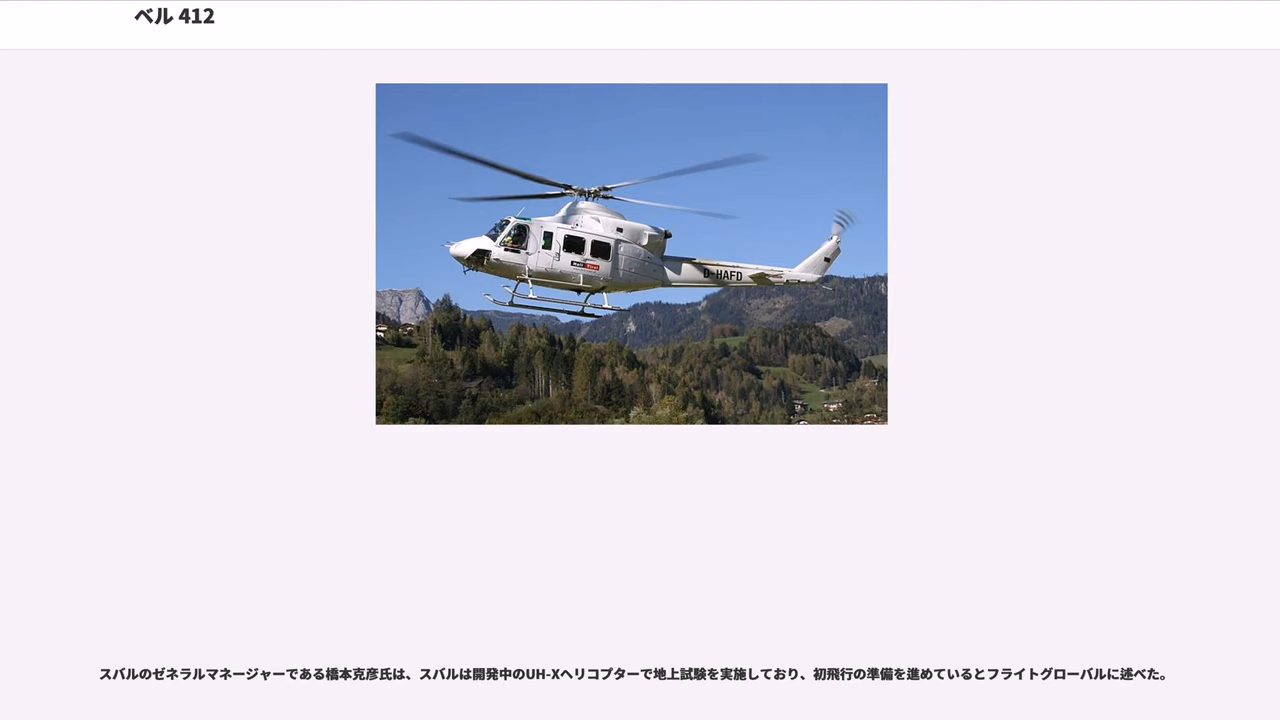 ベル 412
D-HAFD
スバルのゼネラルマネージャーである橋本克彦氏は、スバルは開発中のUH-Xヘリコプターで地上試験を実施しており、初飛行の準備を進めているとフライトグローバルに述べた。